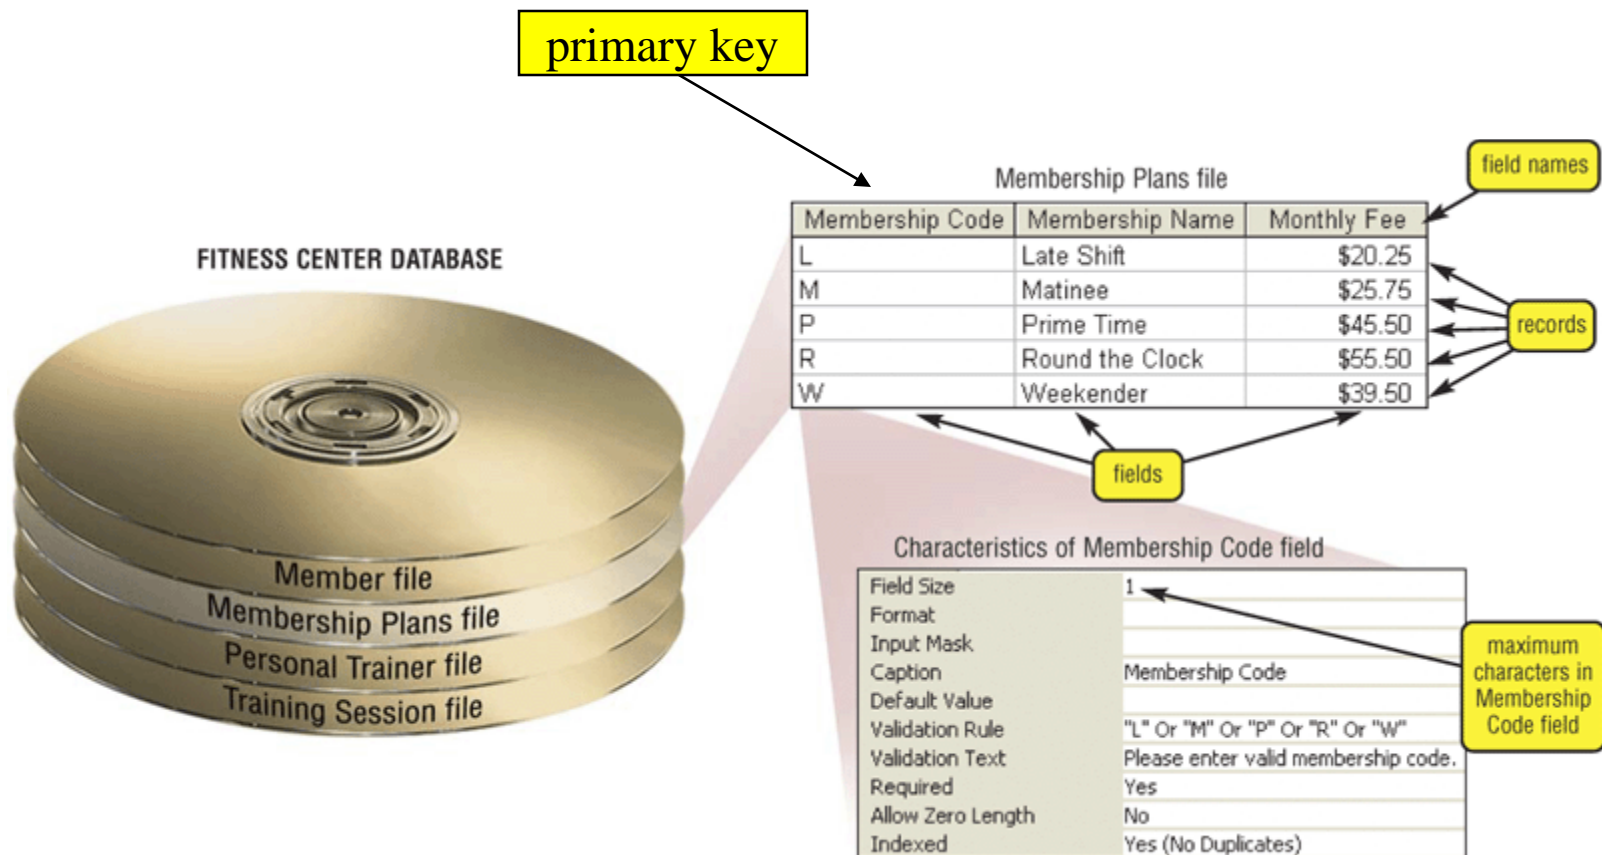 primary key
field names
Membership Plans file
Membership Code Membership Name Monthly Fee
L Late Shift $20.25
M Matinee $25.75
P Prime Time $45.50
R Round the Clock $55.50
W Weekender $39.50
records
fields
FITNESS CENTER DATABASE
Member file
Membership Plans file
Personal Trainer file
Training Session file
Characteristics of Membership Code field
Field Size 1
Format
Input Mask
Caption Membership Code
Default Value
Validation Rule "L" Or "M" Or "P" Or "R" Or "W"
Validation Text Please enter valid membership code.
Required Yes
Allow Zero Length No
Indexed Yes (No Duplicates)
maximum
characters in
Membership
Code field